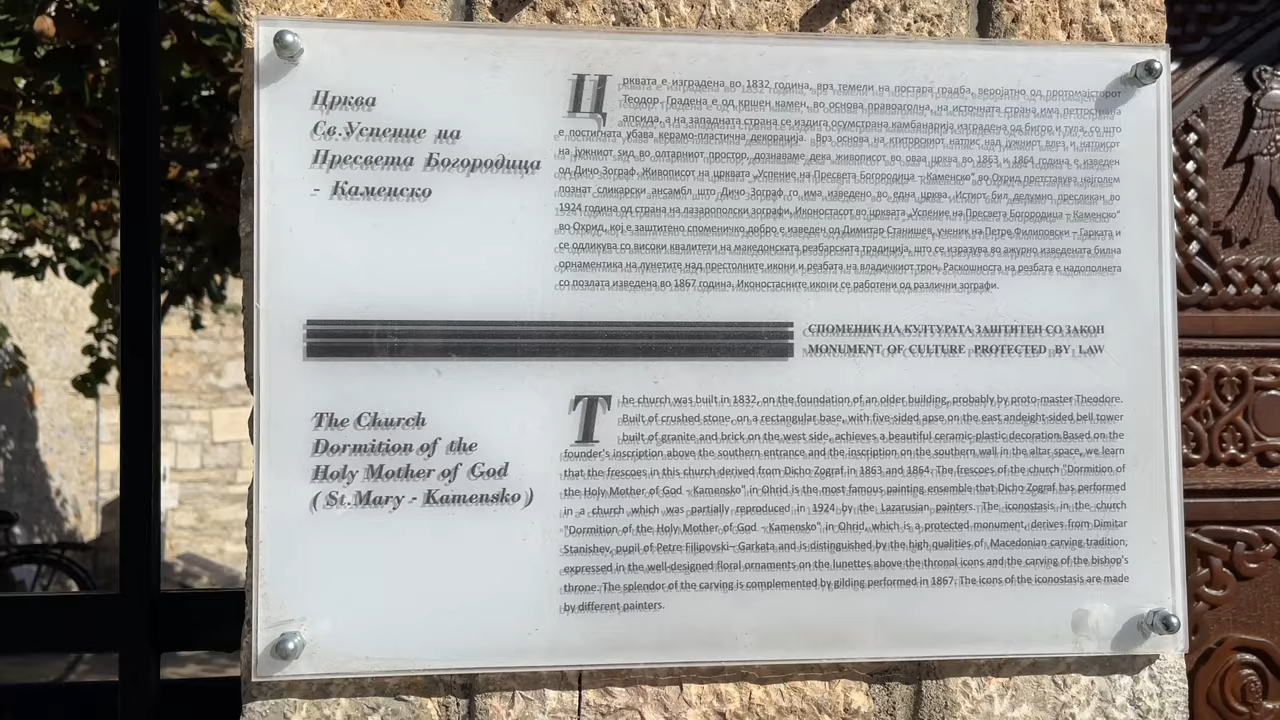 Црква
Св.Успение на
Пресвета Богородица
- Каменско
Црквата е изградена во 1832 година, врз темели на постара градба, веројатно од протомајсторот
Теодор. Градена е од кршен камен, во основа правоаголна, на источната страна има петтострана
апсида, а на западната страна се издига осумстрана камбанарија изградена од бигор и тула, со што
е постигната убава керамо-пластична декорација. Врз основа на ктиторскиот натпис над јужниот влез и натписот
на јужниот ѕид во олтарниот простор, дознаваме дека живописот во оваа црква во 1863 и 1864 година е изведен
од Дичо Зограф. Живописот на црквата „Успение на Пресвета Богородица – Каменско“ во Охрид претставува најголем
познат сликарски ансамбл што Дичо Зограф го има изведено во една црква. Истиот бил делумно пресликан во
1924 година од страна на лазарополски зографи. Иконостасот во црквата „Успение на Пресвета Богородица – Каменско“
во Охрид, кој е заштитено споменичко добро е изведен од Димитар Станишев, ученик на Петре Филиповски – Гарката и
се одликува со високи квалитети на македонската резбарската традиција, што се изразува во ажурно изведената билна
орнаментика на лунетите над престолните икони и резбата на владичкиот трон. Раскошноста на резбата е надополнета
со позлата изведена во 1867 година. Иконостасните икони се работени од различни зографи.
СПОМЕНИК НА КУЛТУРАТА ЗАШТИТЕН СО ЗАКОН
MONUMENT OF CULTURE PROTECTED BY LAW
The Church
Dormition of the
Holy Mother of God
( St.Mary - Kamensko )
The church was built in 1832, on the foundation of an older building, probably by proto-master Theodore.
Built of crushed stone, on a rectangular base, with five-sided apse on the east andeight-sided bell tower
built of granite and brick on the west side, achieves a beautiful ceramic-plastic decoration.Based on the
founder's inscription above the southern entrance and the inscription on the southern wall in the altar space, we learn
that the frescoes in this church derived from Dicho Zograf in 1863 and 1864. The frescoes of the church "Dormition of
the Holy Mother of God - Kamensko" in Ohrid is the most famous painting ensemble that Dicho Zograf has performed
in a church which was partially reproduced in 1924 by the Lazarusian painters. The iconostasis in the church
"Dormition of the Holy Mother of God - Kamensko" in Ohrid, which is a protected monument, derives from Dimitar
Stanishev, pupil of Petre Filipovski – Garkata and is distinguished by the high qualities of Macedonian carving tradition,
expressed in the well-designed floral ornaments on the lunettes above the thronal icons and the carving of the bishop's
throne. The splendor of the carving is complemented by gilding performed in 1867. The icons of the iconostasis are made
by different painters.